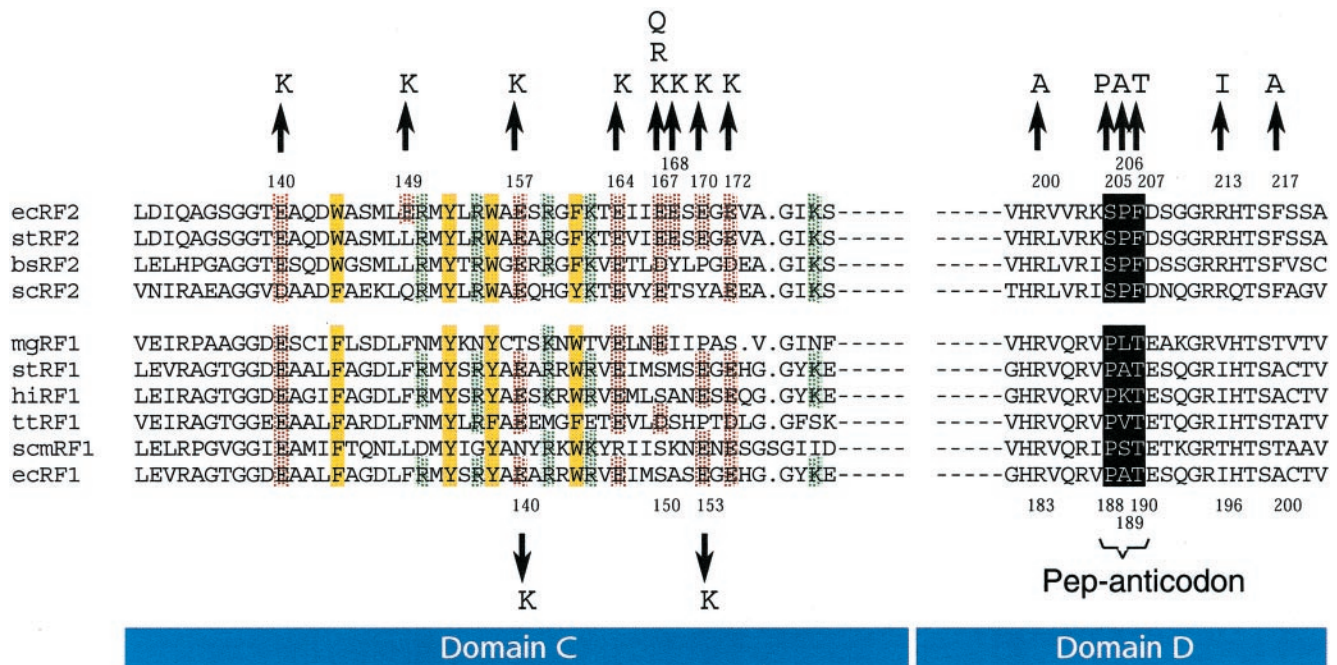 Q
R
K K K K KKKK A PAT I A
168 206
140 149 157 164 167 170 172 200 205 207 213 217
ecRF2 LDIQAGSGGTEAQDWASMLERMYLRWAESRGFKTEIIEESEGEVA.GIKS------ -----VHRVVRKSPFDSGGRRHTSFSSA
stRF2 LDIQAGSGGTEAQDWASMLLRMYLRWAEARGFKTEVIEESEGEVA.GIKS------ -----VHRLVRKSPFDSGGRRHTSFSSA
bsRF2 LELHPGAGGTESQDWGSMLLRMYTRWGERRGFKVETLDYLPGDEA.GIKS------ -----VHRLVRISPFDSSGRRHTSFVSC
scRF2 VNIRAEAGGVDAADFAEKLQRMYLRWAEQHGYKTEVYETSYAEEA.GIKS------ -----THRLVRISPFDNQGRRQTSFAGV
mgRF1 VEIRPAAGGDESCIFLSDLFNMYKNYCTSKNWTVELNEIIPAS.V.GINF------ -----VHRVQRVPLTEAKGRVHTSTVTV
stRF1 LEVRAGTGGDEAALFAGDLFRMYSRYAEARRWRVEIMSMSEGEHG.GYKE------ -----GHRVQRVPATESQGRIHTSACTV
hiRF1 LEIRAGTGGDEAGIFAGDLFRMYSRYAESKRWRVEMLSANESEQG.GYKE------ -----GHRVQRVPKTESQGRIHTSACTV
ttRF1 VEIRAGTGGEEAALFARDLFNMYLRFAEEMGFETEVLDSHPTDLG.GFSK------ -----VHRVQRVPVTETQGRIHTSTATV
scmRF1 LELRPGVGGIEAMIFTQNLLDMYIGYANYRKWKYRIISKNENESGSGIID------ -----VHRVQRIPSTETKGRTHTSTAAV
ecRF1 LEVRAGTGGDEAALFAGDLFRMYSRYAEARRWRVEIMSASEGEHG.GYKE------ -----GHRVQRVPATESQGRIHTSACTV
140 150 153 183 188 190 196 200
189
Pep-anticodon
K K
Domain C Domain D